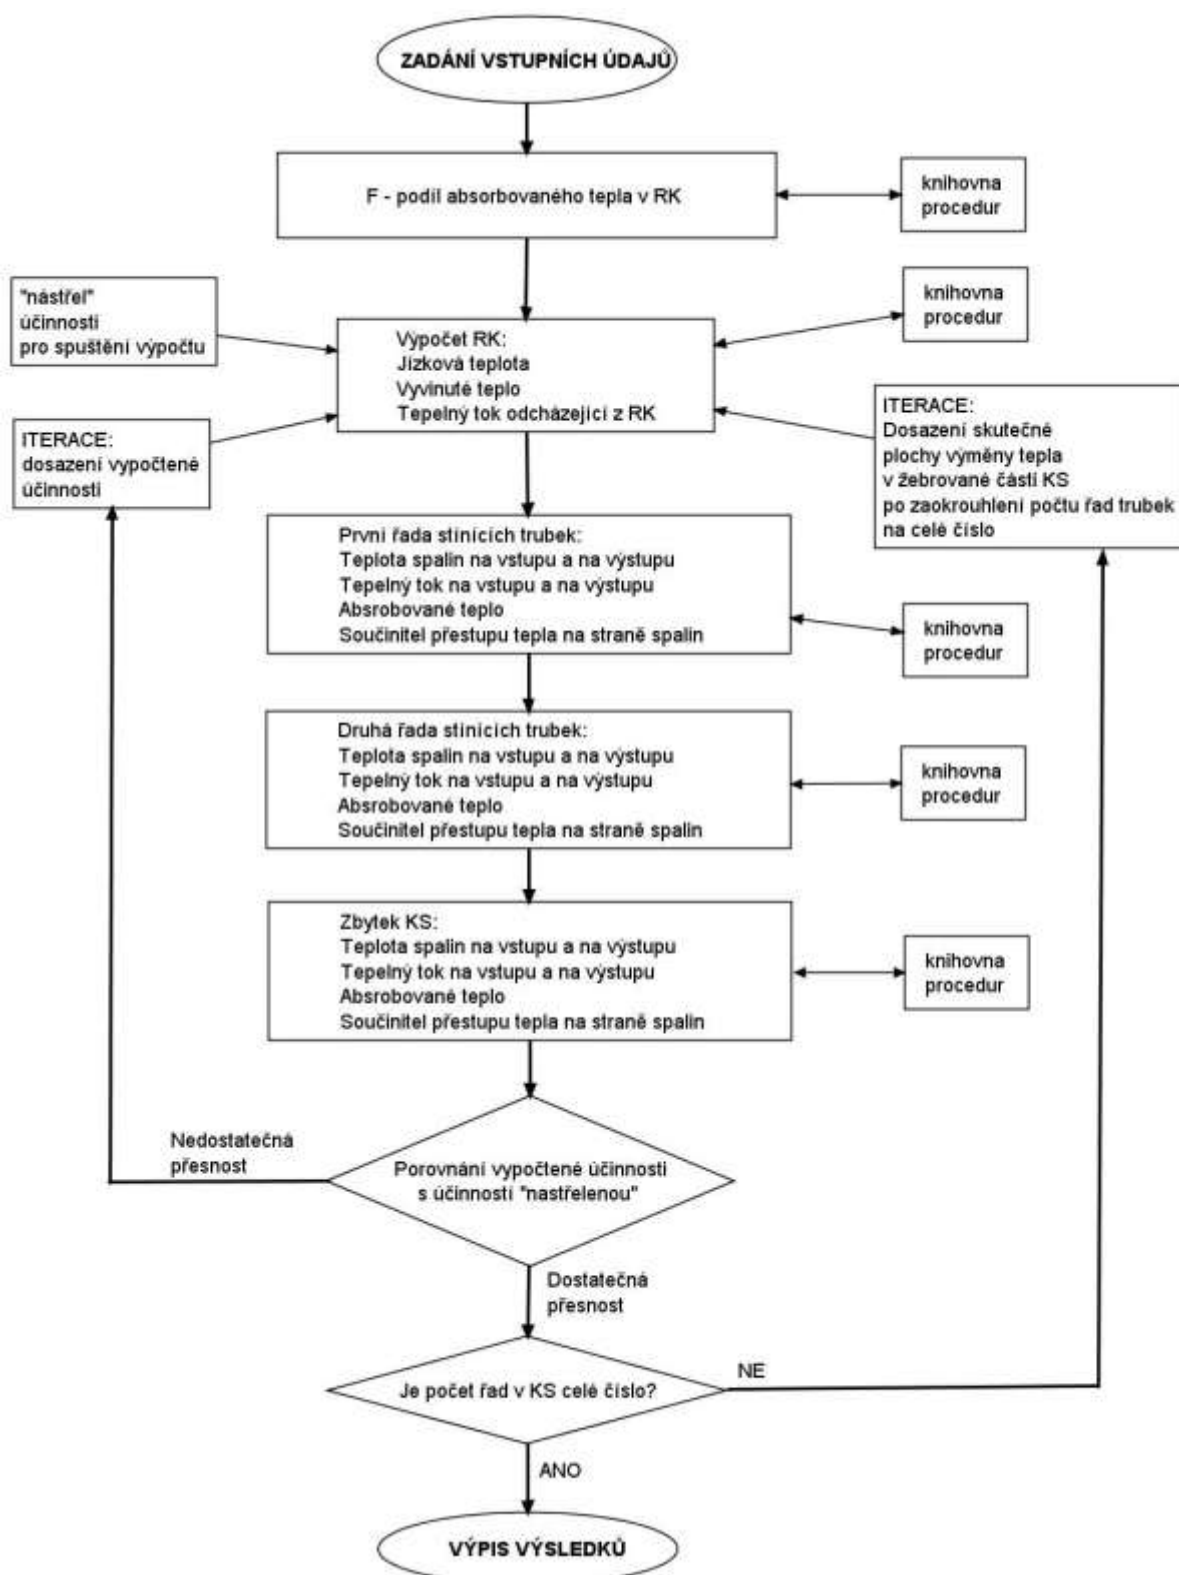 ZADÁNÍ VSTUPNÍCH ÚDAJŮ
F - podíl absorbovaného tepla v RK
knihovna
procedur
"nástřel"
účinnosti
pro spuštění výpočtu
knihovna
procedur
Výpočet RK:
Jízková teplota
Vyvinuté teplo
Tepelný tok odcházející z RK
ITERACE:
dosazení vypočtené
účinnosti
ITERACE:
Dosazení skutečné
plochy výměny tepla
v žebrované části KS
po zaokrouhlení počtu řad trubek
na celé číslo
První řada stínících trubek:
Teplota spalin na vstupu a na výstupu
Tepelný tok na vstupu a na výstupu
Absrobované teplo
Součinitel přestupu tepla na straně spalin
knihovna
procedur
Druhá řada stínících trubek:
Teplota spalin na vstupu a na výstupu
Tepelný tok na vstupu a na výstupu
Absrobované teplo
Součinitel přestupu tepla na straně spalin
knihovna
procedur
Zbytek KS:
Teplota spalin na vstupu a na výstupu
Tepelný tok na vstupu a na výstupu
Absrobované teplo
Součinitel přestupu tepla na straně spalin
knihovna
procedur
Nedostatečná
přesnost
Porovnání vypočtené účinnosti
s účinností "nastřelenou"
Dostatečná
přesnost
Je počet řad v KS celé číslo?
NE
ANO
VÝPIS VÝSLEDKŮ